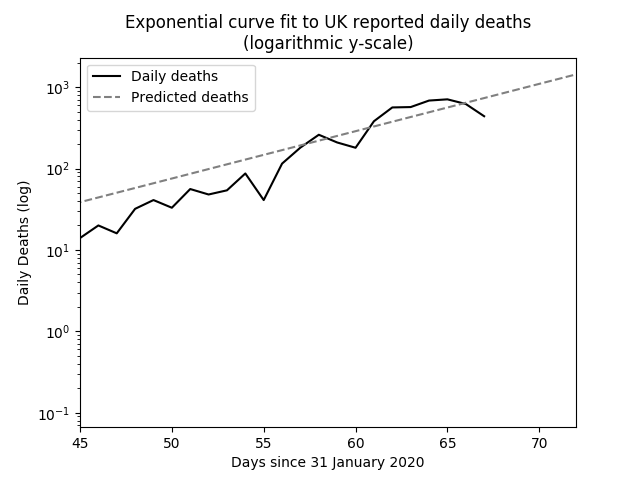 Exponential curve fit to UK reported daily deaths
(logarithmic y-scale)
Daily deaths
Predicted deaths
Daily Deaths (log)
10³
10²
10¹
10⁰
10⁻¹
45 50 55 60 65 70
Days since 31 January 2020